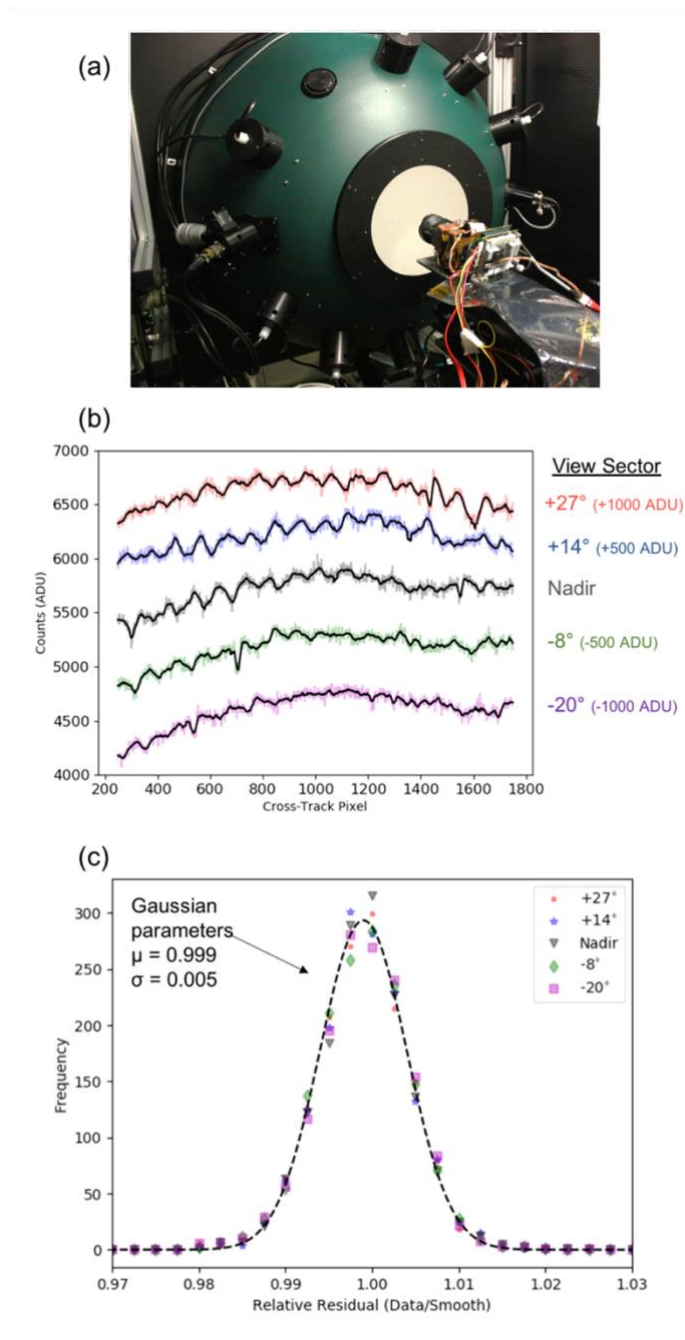 (a)
(b)
7000
6500
6000
5500
5000
4500
4000
Counts (ADU)
200 400 600 800 1000 1200 1400 1600 1800
Cross-Track Pixel
View Sector
+27° (+1000 ADU)
+14° (+500 ADU)
Nadir
-8° (-500 ADU)
-20° (-1000 ADU)
(c)
Gaussian
parameters
μ = 0.999
σ = 0.005
+27°
+14°
Nadir
-8°
-20°
300
250
200
150
100
50
0
Frequency
0.97 0.98 0.99 1.00 1.01 1.02 1.03
Relative Residual (Data/Smooth)